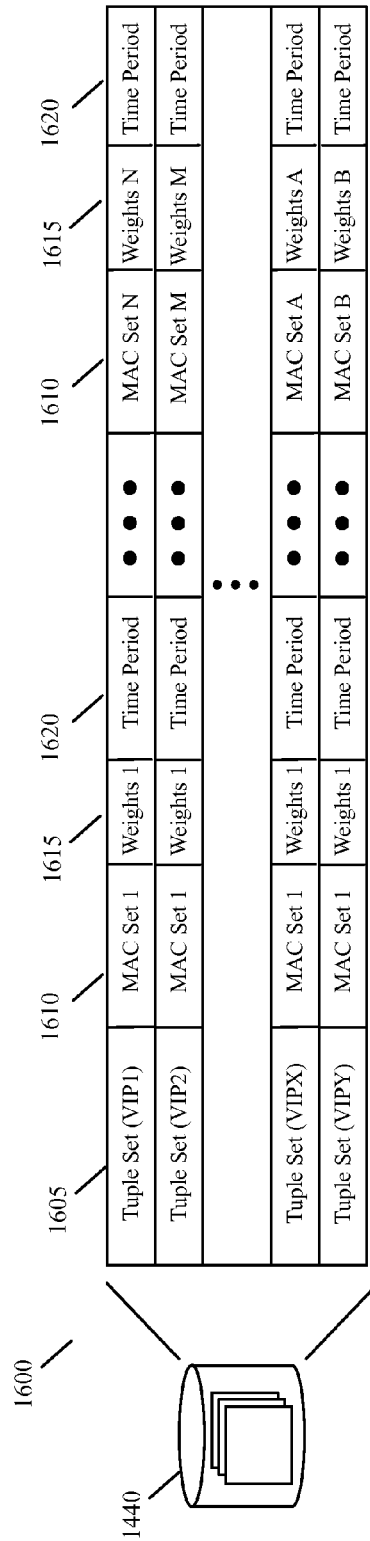 1600
1440
1605 1610 1615 1620 1610 1615 1620
Tuple Set (VIP1) MAC Set 1 Weights 1 Time Period ● ● ● MAC Set N Weights N Time Period
Tuple Set (VIP2) MAC Set 1 Weights 1 Time Period ● ● ● MAC Set M Weights M Time Period
• • •
Tuple Set (VIPX) MAC Set 1 Weights 1 Time Period ● ● ● MAC Set A Weights A Time Period
Tuple Set (VIPY) MAC Set 1 Weights 1 Time Period ● ● ● MAC Set B Weights B Time Period